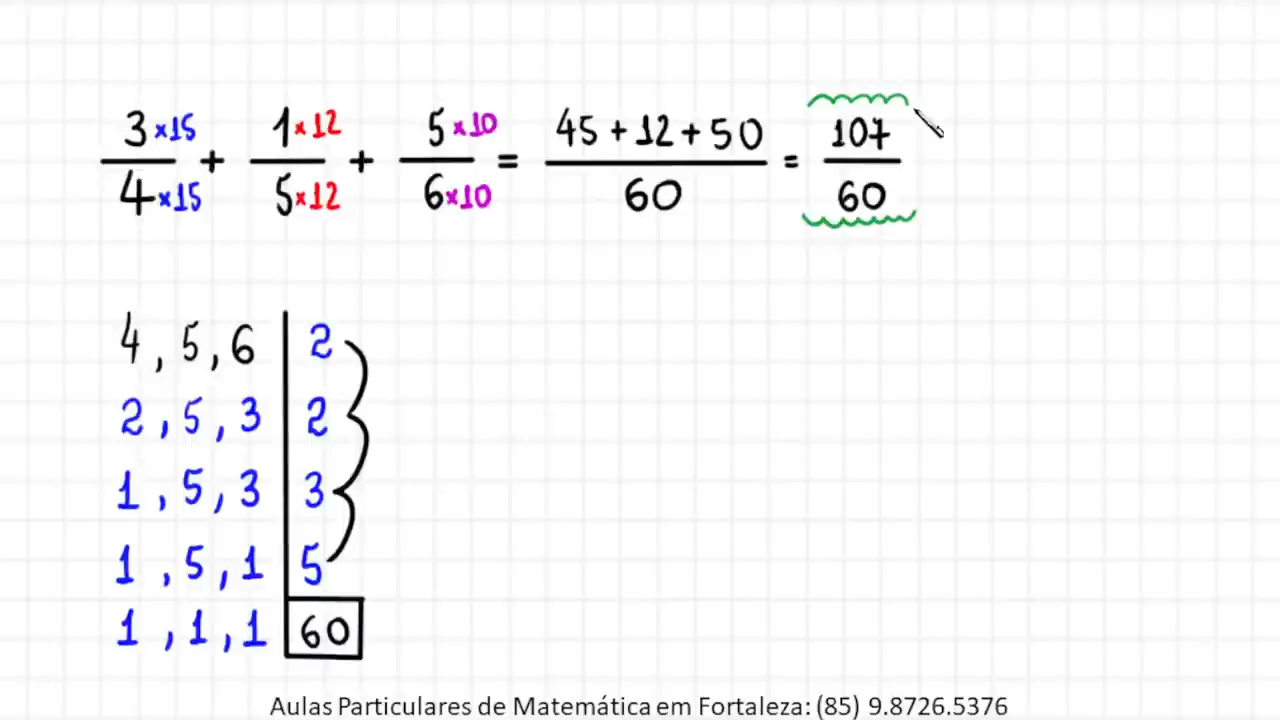 3×15 / 4×15 + 1×12 / 5×12 + 5×10 / 6×10 = 45+12+50 / 60 = 107 / 60
4, 5, 6 | 2
2, 5, 3 | 2
1, 5, 3 | 3
1, 5, 1 | 5
1, 1, 1 | 60
Aulas Particulares de Matemática em Fortaleza: (85) 9.8726.5376